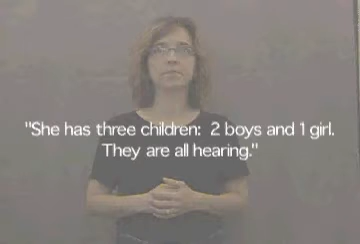 "She has three children:  2 boys and 1 girl.
They are all hearing."